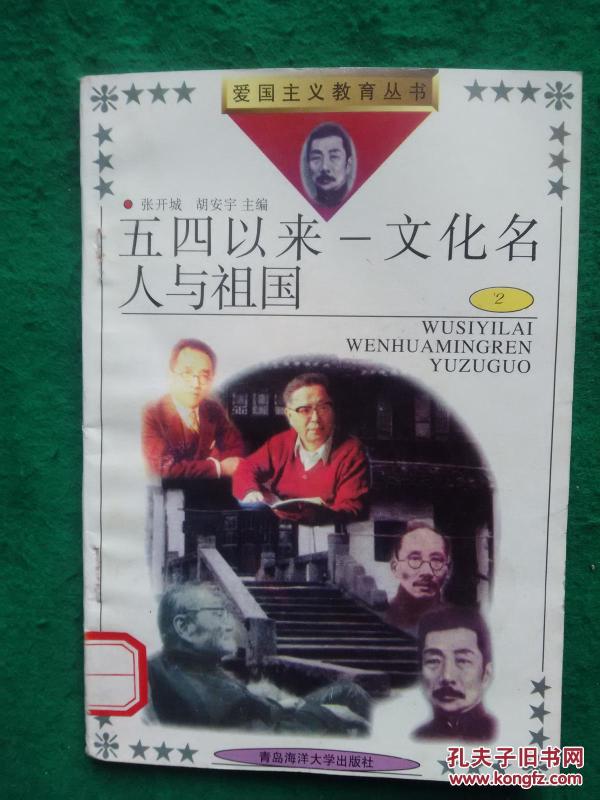 爱国主义教育丛书
张开城 胡安宇 主编
五四以来－文化名
人与祖国
2
WUSIYILAI
WENHUAMINGREN
YUZUGUO
青岛海洋大学出版社
孔夫子旧书网
www.kongfz.com